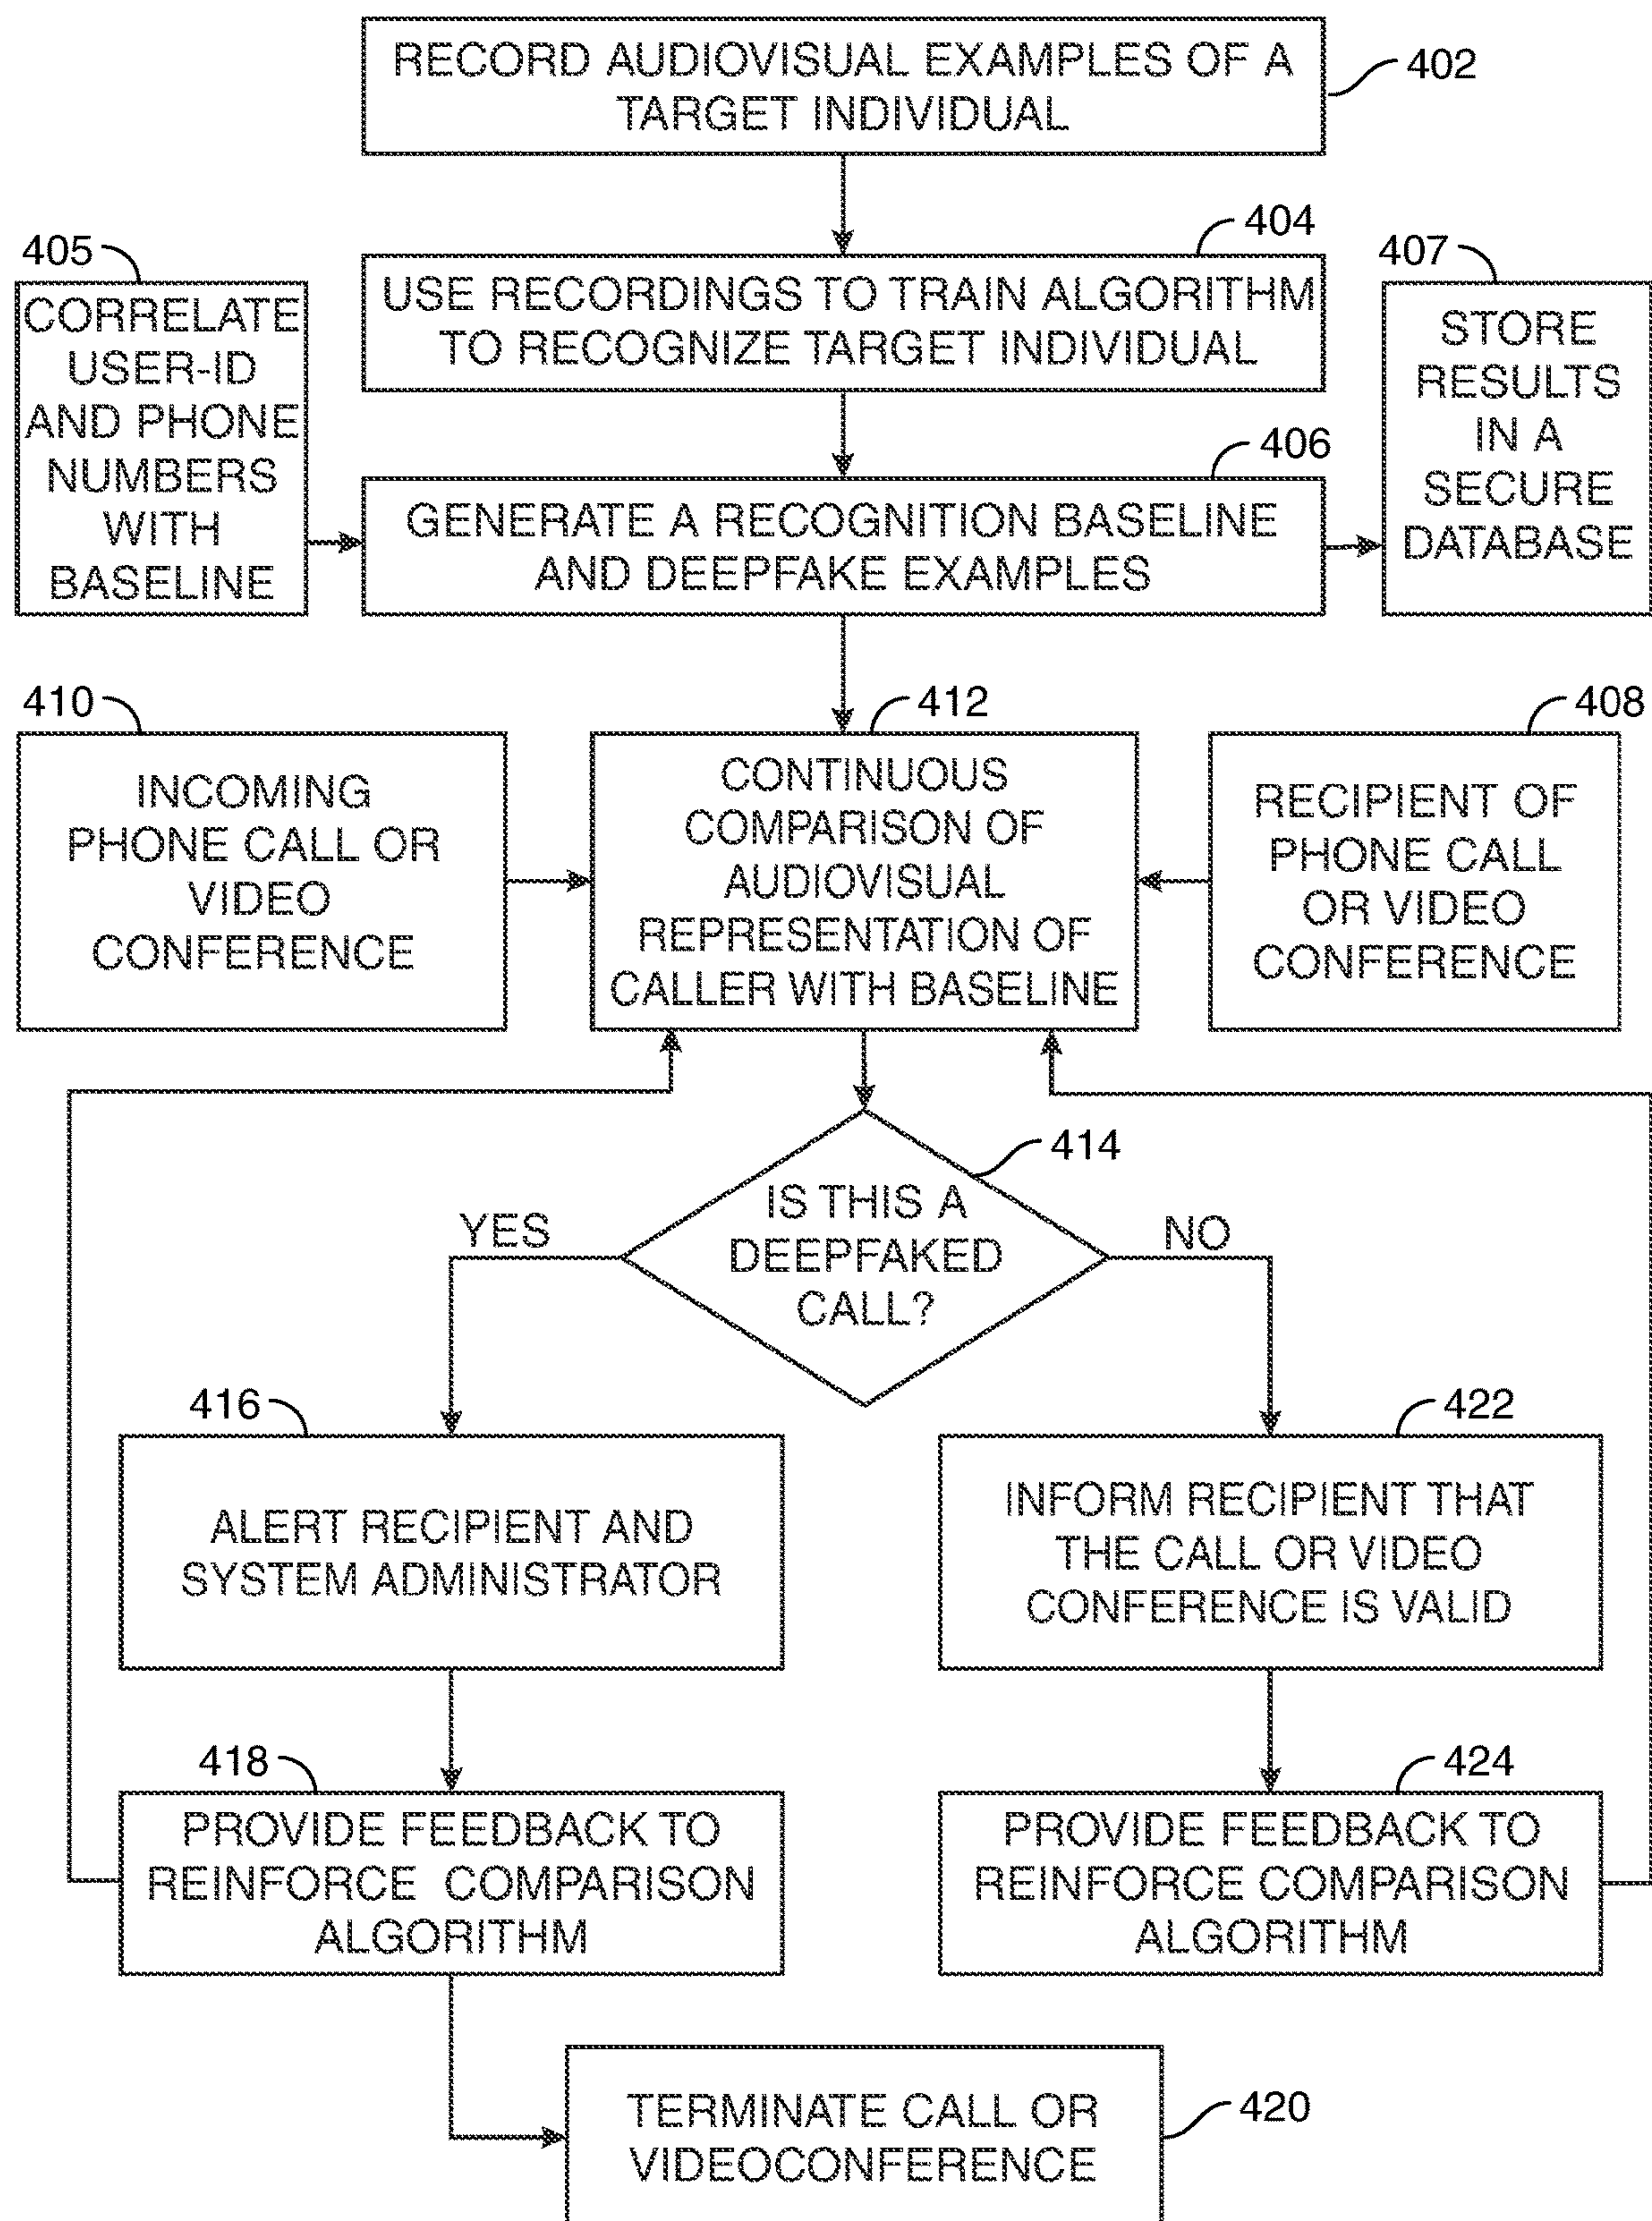 RECORD AUDIOVISUAL EXAMPLES OF A
TARGET INDIVIDUAL
402
404
USE RECORDINGS TO TRAIN ALGORITHM
TO RECOGNIZE TARGET INDIVIDUAL
405
CORRELATE
USER-ID
AND PHONE
NUMBERS
WITH
BASELINE
406
GENERATE A RECOGNITION BASELINE
AND DEEPFAKE EXAMPLES
407
STORE
RESULTS
IN A
SECURE
DATABASE
410
INCOMING
PHONE CALL OR
VIDEO
CONFERENCE
412
CONTINUOUS
COMPARISON OF
AUDIOVISUAL
REPRESENTATION OF
CALLER WITH BASELINE
408
RECIPIENT OF
PHONE CALL
OR VIDEO
CONFERENCE
414
IS THIS A
DEEPFAKED
CALL?
YES
NO
416
ALERT RECIPIENT AND
SYSTEM ADMINISTRATOR
422
INFORM RECIPIENT THAT
THE CALL OR VIDEO
CONFERENCE IS VALID
418
PROVIDE FEEDBACK TO
REINFORCE COMPARISON
ALGORITHM
424
PROVIDE FEEDBACK TO
REINFORCE COMPARISON
ALGORITHM
TERMINATE CALL OR
VIDEOCONFERENCE
420